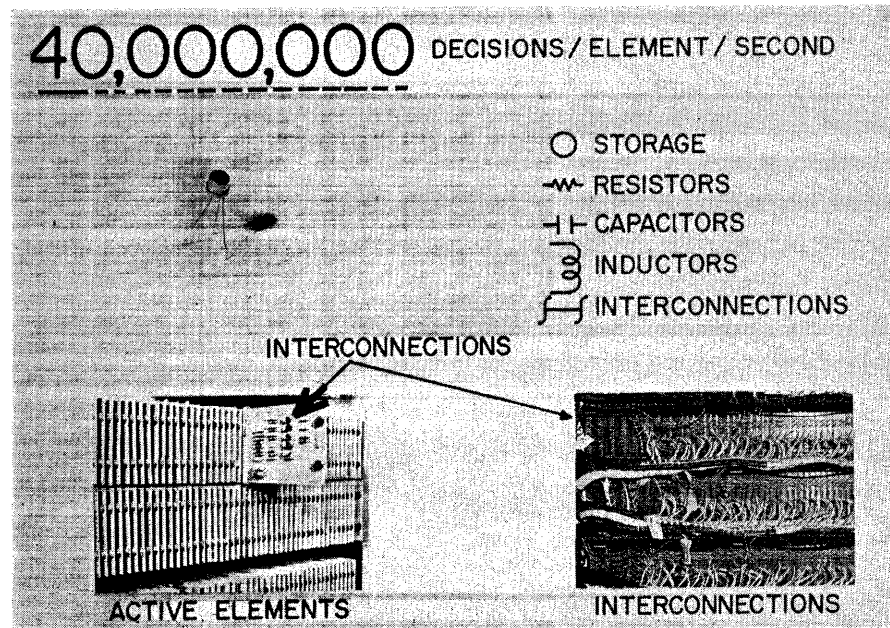 40,000,000 DECISIONS/ELEMENT/SECOND
STORAGE
RESISTORS
CAPACITORS
INDUCTORS
INTERCONNECTIONS
INTERCONNECTIONS
ACTIVE ELEMENTS
INTERCONNECTIONS